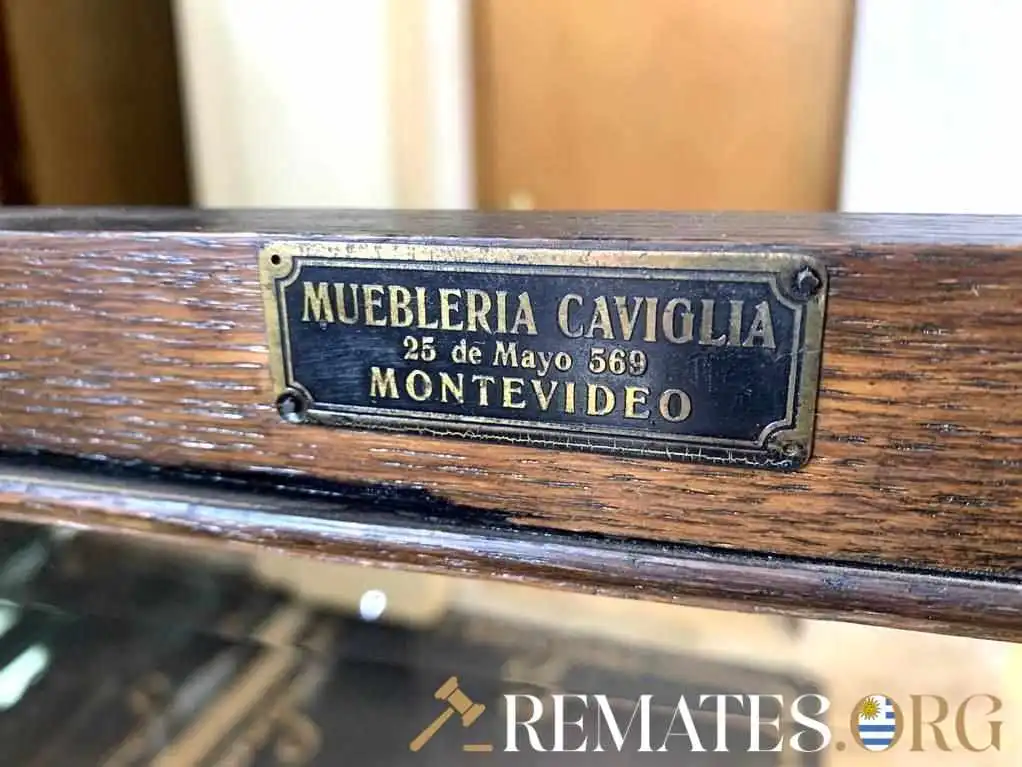 MUEBLERIA CAVIGLIA
25 de Mayo 569
MONTEVIDEO
REMATES.ORG